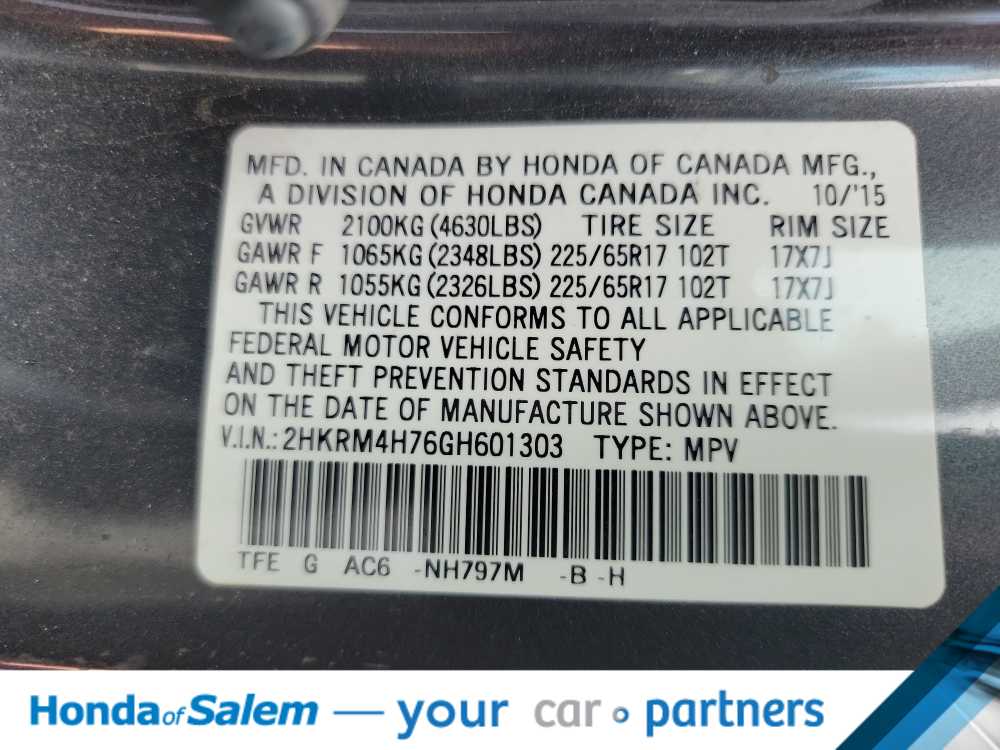 MFD. IN CANADA BY HONDA OF CANADA MFG.,
A DIVISION OF HONDA CANADA INC. 10/'15
GVWR 2100KG (4630LBS) TIRE SIZE RIM SIZE
GAWR F 1065KG (2348LBS) 225/65R17 102T 17X7J
GAWR R 1055KG (2326LBS) 225/65R17 102T 17X7J
THIS VEHICLE CONFORMS TO ALL APPLICABLE
FEDERAL MOTOR VEHICLE SAFETY
AND THEFT PREVENTION STANDARDS IN EFFECT
ON THE DATE OF MANUFACTURE SHOWN ABOVE.
V.I.N.: 2HKRM4H76GH601303 TYPE: MPV
TFE G AC6 -NH797M -B -H
Honda of Salem — your car partners